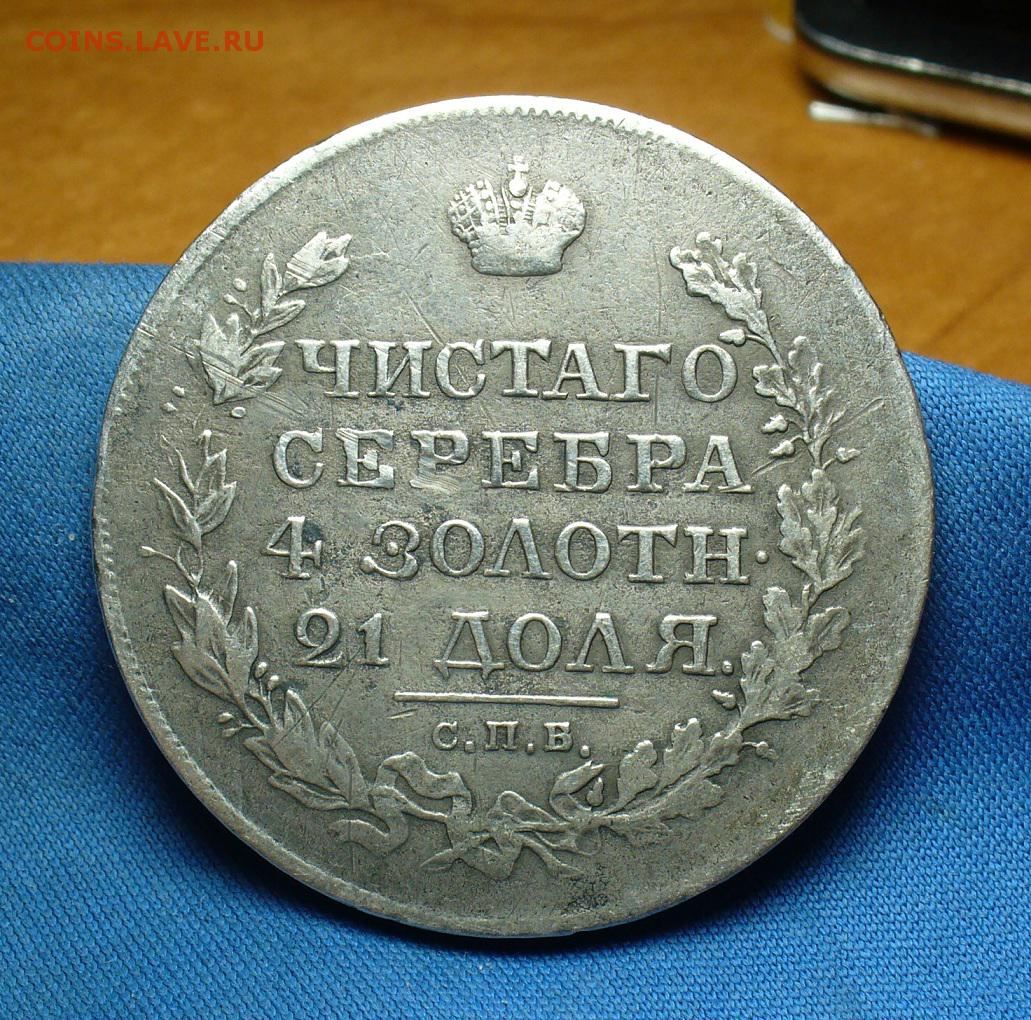 COINS.LAVE.RU
ЧИСТАГО
СЕРЕБРА
4 ЗОЛОТН·
21 ДОЛЯ.
С.П.Б.